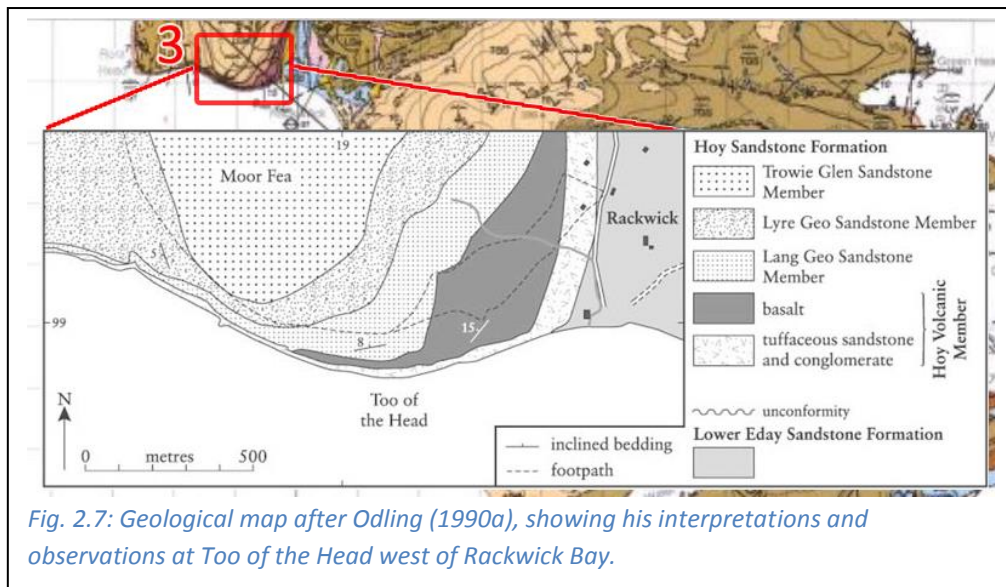 3
TGS
TGS
19
Moor Fea
Rackwick
5
99
8
15
Too of
the Head
N
0 metres 500
inclined bedding
footpath
Hoy Sandstone Formation
Trowie Glen Sandstone
Member
Lyre Geo Sandstone Member
Lang Geo Sandstone
Member
basalt
tuffaceous sandstone
and conglomerate
Hoy Volcanic
Member
unconformity
Lower Eday Sandstone Formation
Fig. 2.7: Geological map after Odling (1990a), showing his interpretations and
observations at Too of the Head west of Rackwick Bay.